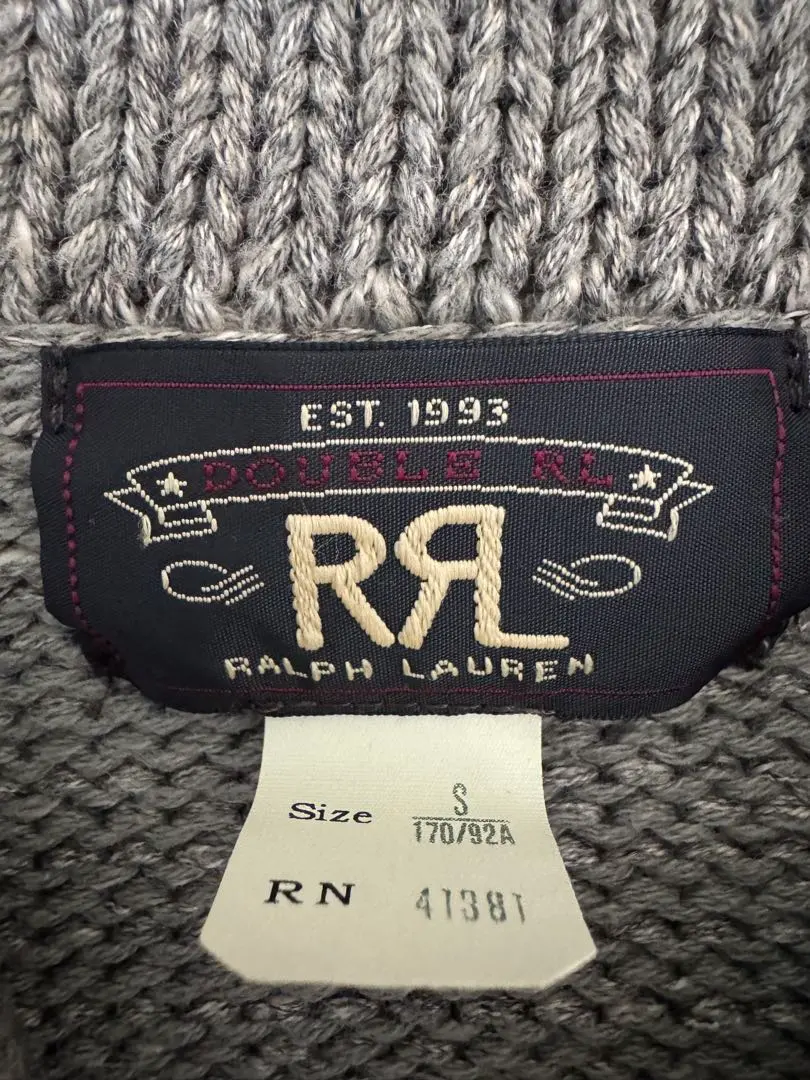 EST. 1993
★ DOUBLE RL ★
RRL
RALPH LAUREN
Size S
170/92A
RN 41381